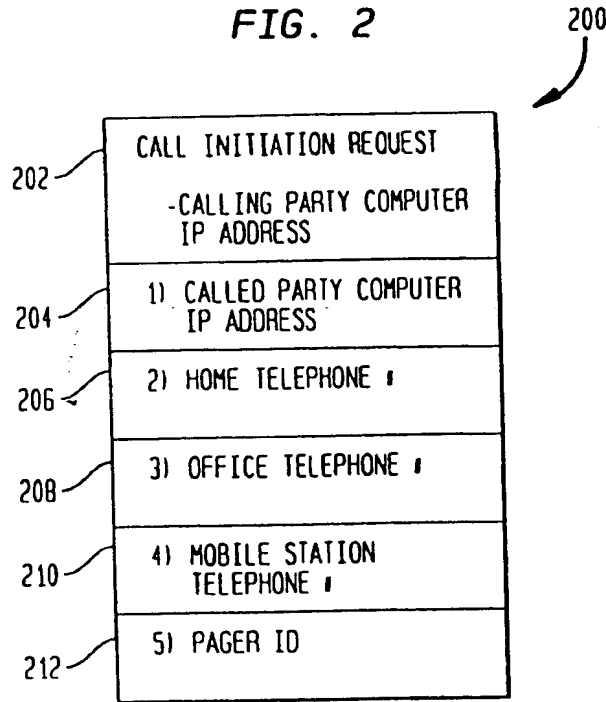 FIG. 2
200
202
CALL INITIATION REQUEST
-CALLING PARTY COMPUTER
IP ADDRESS
204
1) CALLED PARTY COMPUTER
IP ADDRESS
206
2) HOME TELEPHONE #
208
3) OFFICE TELEPHONE #
210
4) MOBILE STATION
TELEPHONE #
212
5) PAGER ID